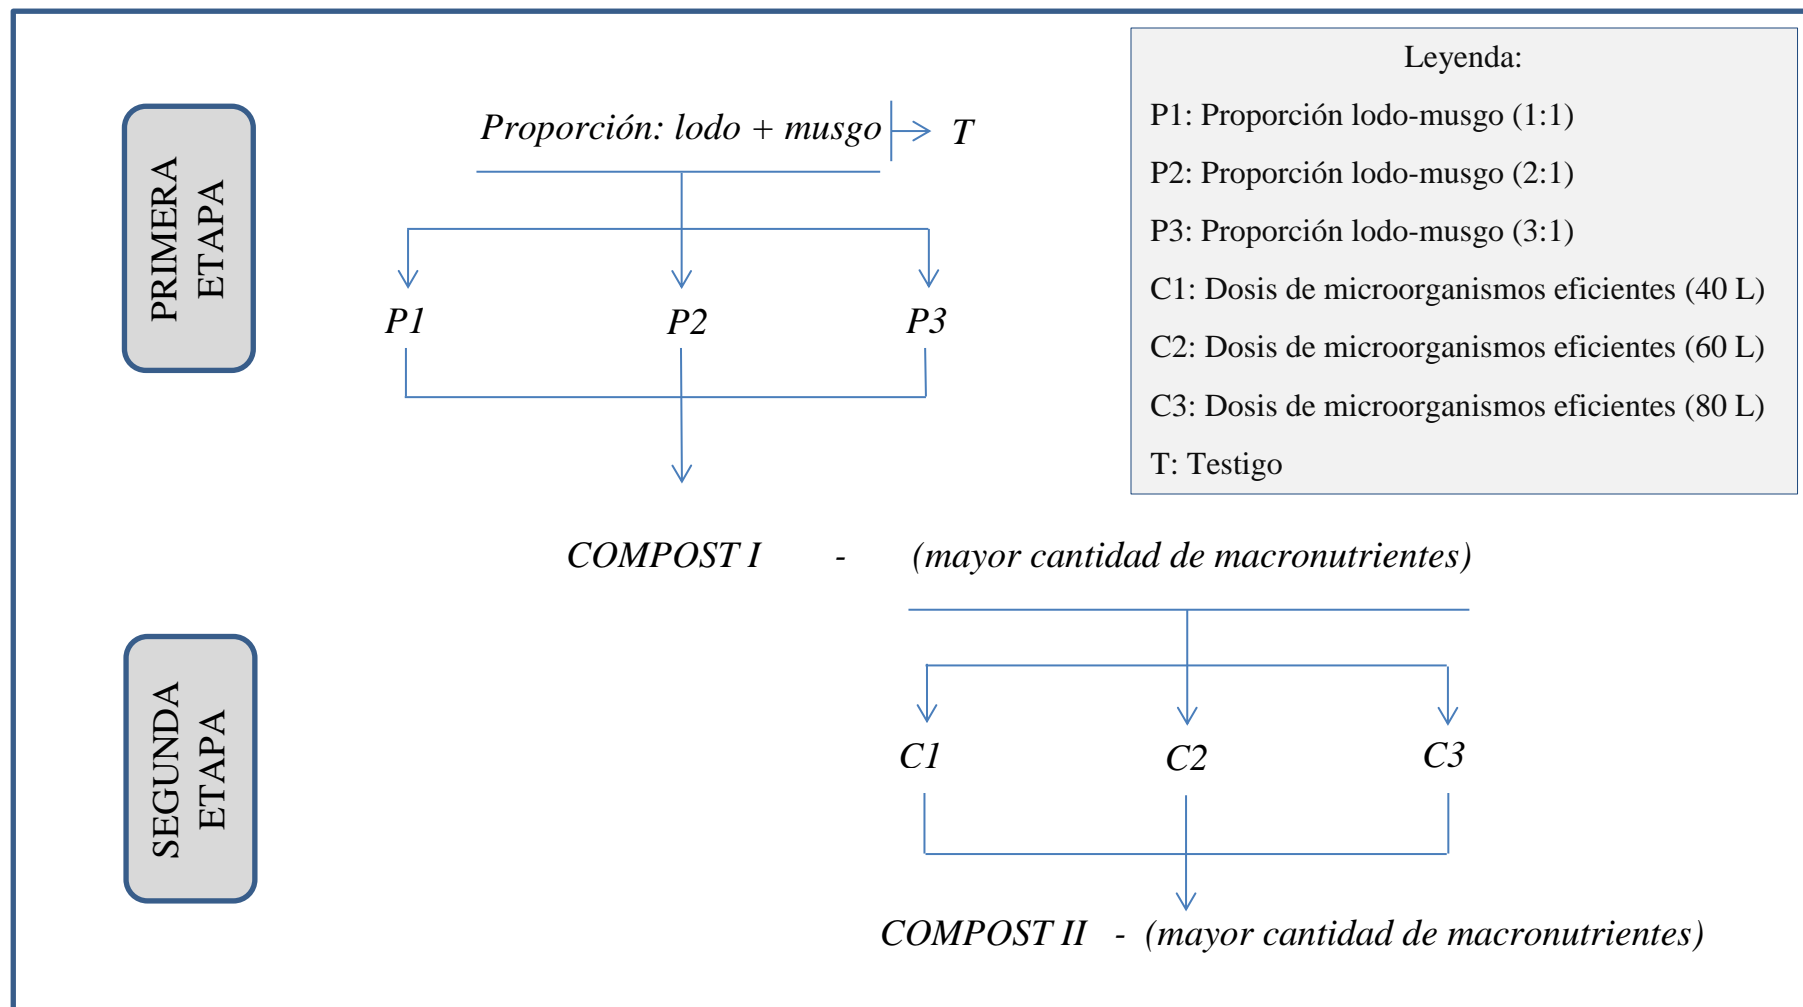 PRIMERA
ETAPA
Proporción: lodo + musgo
T
P1
P2
P3
Leyenda:
P1: Proporción lodo-musgo (1:1)
P2: Proporción lodo-musgo (2:1)
P3: Proporción lodo-musgo (3:1)
C1: Dosis de microorganismos eficientes (40 L)
C2: Dosis de microorganismos eficientes (60 L)
C3: Dosis de microorganismos eficientes (80 L)
T: Testigo
COMPOST I - (mayor cantidad de macronutrientes)
SEGUNDA
ETAPA
C1
C2
C3
COMPOST II - (mayor cantidad de macronutrientes)